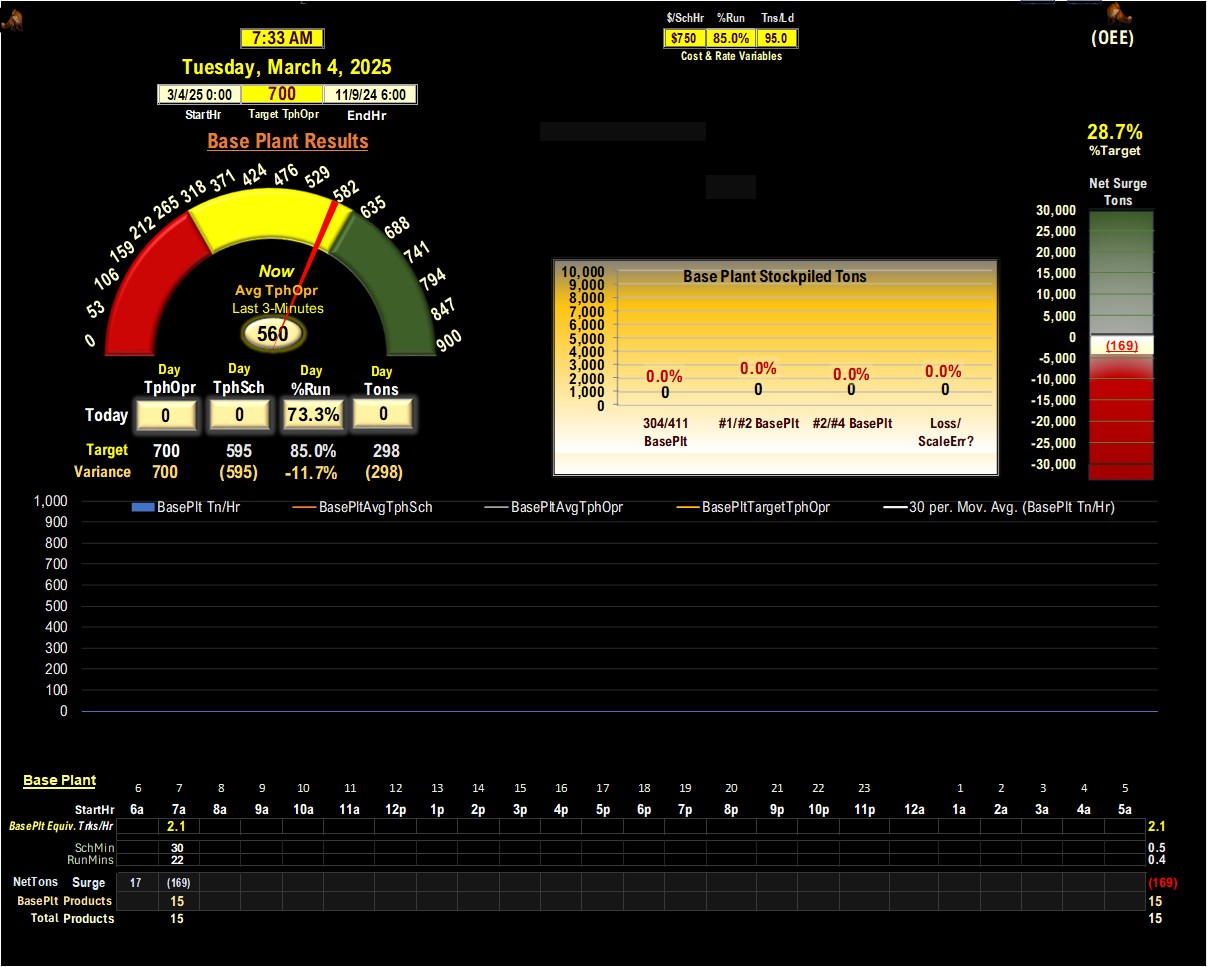 $/SchHr %Run Tns/Ld
7:33 AM
$750 85.0% 95.0
(OEE)
Cost & Rate Variables
Tuesday, March 4, 2025
3/4/25 0:00 700 11/9/24 6:00
StartHr Target TphOpr EndHr
Base Plant Results
28.7%
%Target
0 53 106 159 212 265 318 371 424 476 529 582 635 688 741 794 847 900
Now
Avg TphOpr
Last 3-Minutes
560
Net Surge
Tons
30,000
25,000
20,000
15,000
10,000
5,000
0
(169)
-5,000
-10,000
-15,000
-20,000
-25,000
-30,000
Base Plant Stockpiled Tons
10,000
9,000
8,000
7,000
6,000
5,000
4,000
3,000
2,000
1,000
0
0.0% 0.0% 0.0% 0.0%
0 0 0 0
304/411 #1/#2 BasePlt #2/#4 BasePlt Loss/
BasePlt ScaleErr?
Day Day Day Day
TphOpr TphSch %Run Tons
Today 0 0 73.3% 0
Target 700 595 85.0% 298
Variance 700 (595) -11.7% (298)
BasePlt Tn/Hr BasePltAvgTphSch BasePltAvgTphOpr BasePltTargetTphOpr 30 per. Mov. Avg. (BasePlt Tn/Hr)
1,000
900
800
700
600
500
400
300
200
100
0
Base Plant
6 7 8 9 10 11 12 13 14 15 16 17 18 19 20 21 22 23 1 2 3 4 5
StartHr 6a 7a 8a 9a 10a 11a 12p 1p 2p 3p 4p 5p 6p 7p 8p 9p 10p 11p 12a 1a 2a 3a 4a 5a
BasePlt Equiv. Trks/Hr 2.1 2.1
SchMin 30 0.5
RunMins 22 0.4
NetTons Surge 17 (169) (169)
BasePlt Products 15 15
Total Products 15 15